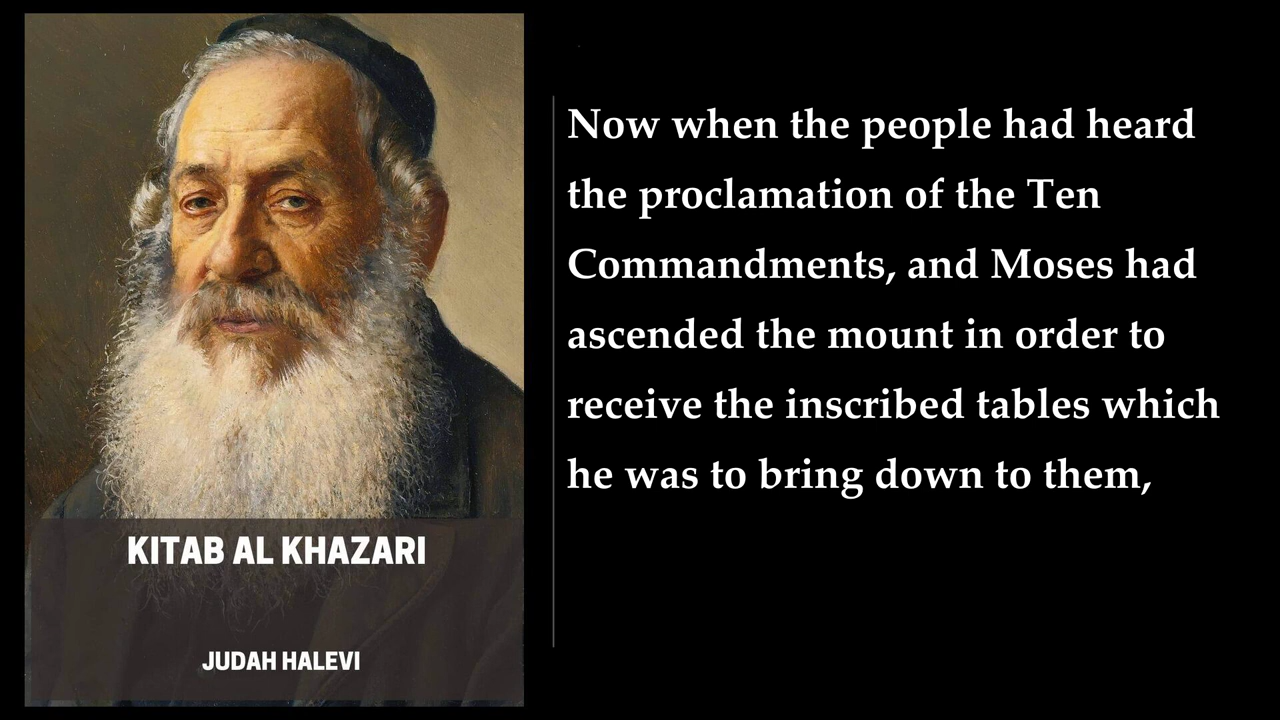 KITAB AL KHAZARI
JUDAH HALEVI
Now when the people had heard
the proclamation of the Ten
Commandments, and Moses had
ascended the mount in order to
receive the inscribed tables which
he was to bring down to them,